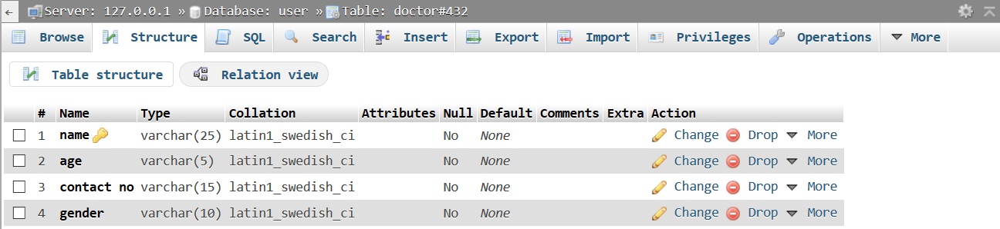 Server: 127.0.0.1 » Database: user » Table: doctor#432
Browse Structure SQL Search Insert Export Import Privileges Operations More
Table structure Relation view
# Name Type Collation Attributes Null Default Comments Extra Action
1 name varchar(25) latin1_swedish_ci No None Change Drop More
2 age varchar(5) latin1_swedish_ci No None Change Drop More
3 contact no varchar(15) latin1_swedish_ci No None Change Drop More
4 gender varchar(10) latin1_swedish_ci No None Change Drop More